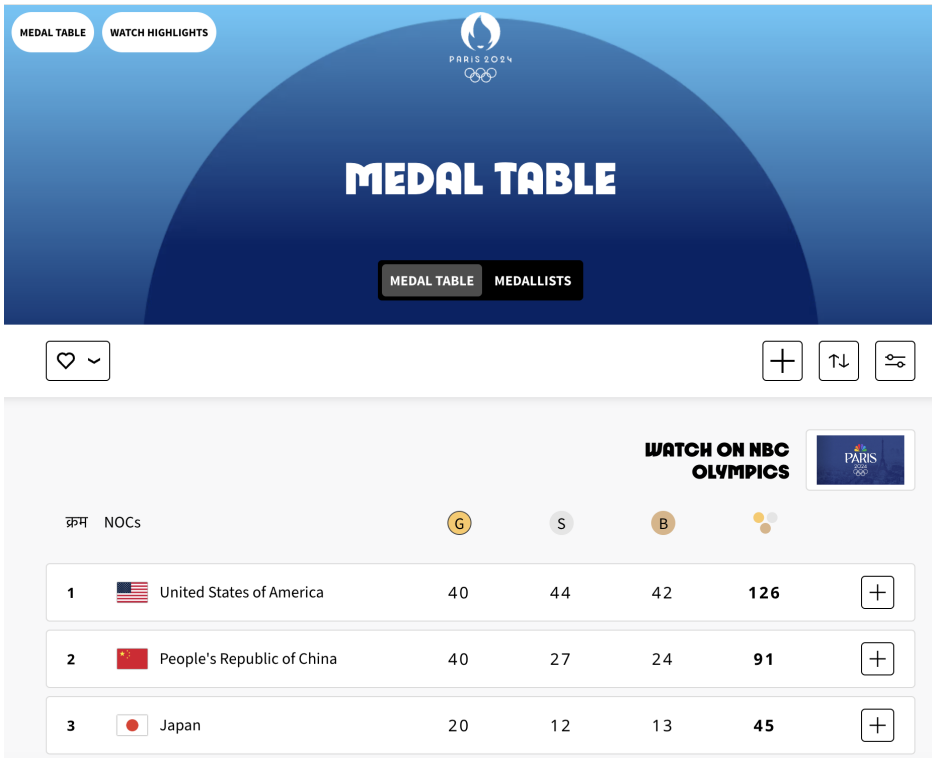 MEDAL TABLE WATCH HIGHLIGHTS
PARIS 2024
MEDAL TABLE
MEDAL TABLE MEDALLISTS
WATCH ON NBC
OLYMPICS
PARIS
2024
क्रम NOCs G S B
1 United States of America 40 44 42 126
2 People's Republic of China 40 27 24 91
3 Japan 20 12 13 45